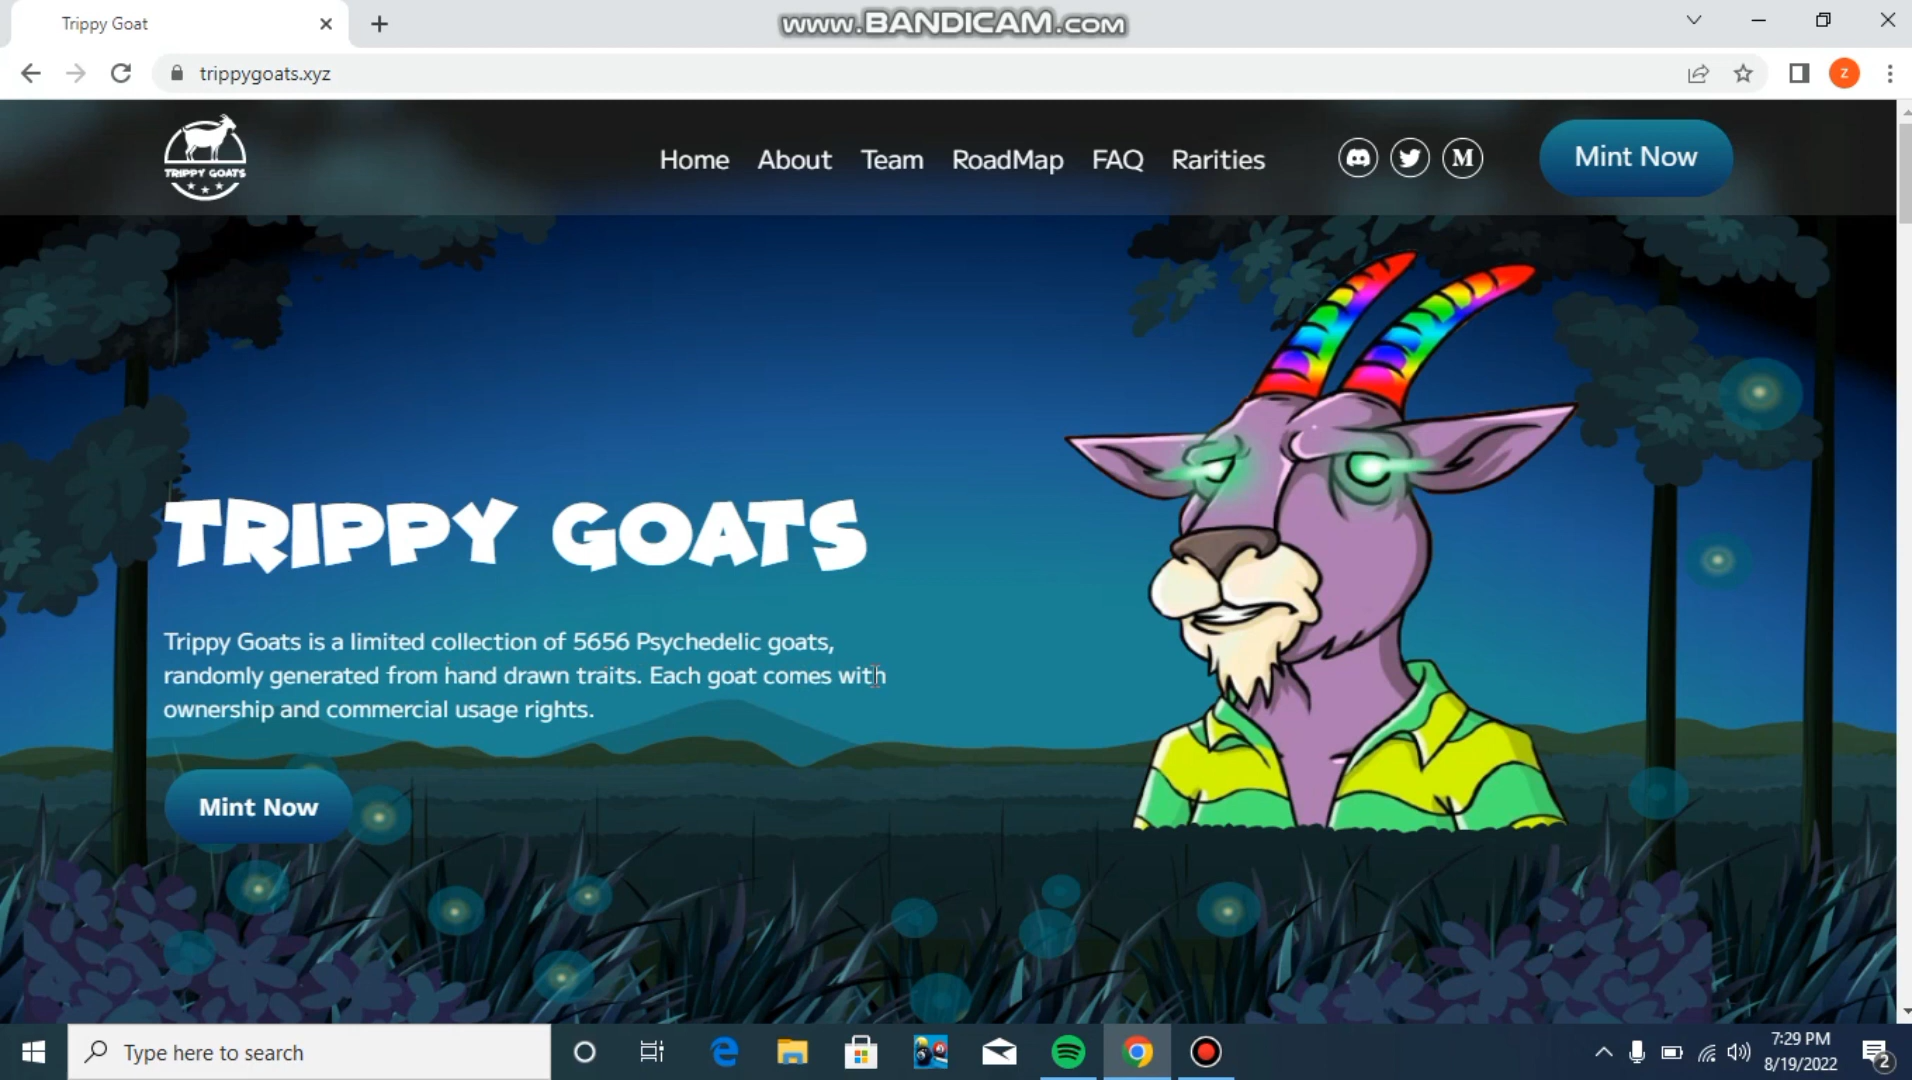 Trippy Goat
www.BANDICAM.com
trippygoats.xyz
Z
TRIPPY GOATS
Home About Team RoadMap FAQ Rarities
M
Mint Now
TRIPPY GOATS
Trippy Goats is a limited collection of 5656 Psychedelic goats,
randomly generated from hand drawn traits. Each goat comes with
ownership and commercial usage rights.
Mint Now
Type here to search
7:29 PM
8/19/2022
2